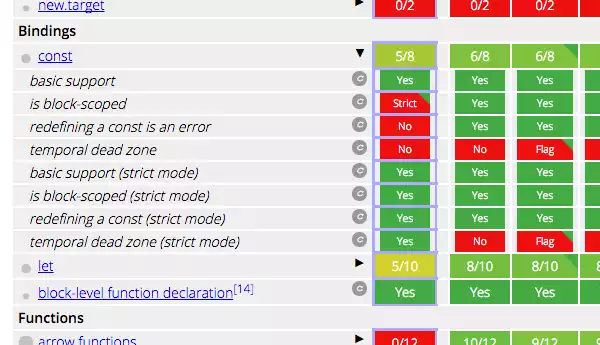 new.target ▶ 0/2 0/2 0/2
Bindings
const ▼ 5/8 6/8 6/8
basic support c Yes Yes Yes
is block-scoped c Strict Yes Yes
redefining a const is an error c No Yes Yes
temporal dead zone c No No Flag
basic support (strict mode) c Yes Yes Yes
is block-scoped (strict mode) c Yes Yes Yes
redefining a const (strict mode) c Yes Yes Yes
temporal dead zone (strict mode) c Yes No Flag
let ▶ 5/10 8/10 8/10 8
block-level function declaration[14] c Yes Yes Yes
Functions
arrow functions ▶ 0/12 10/12 9/12 9